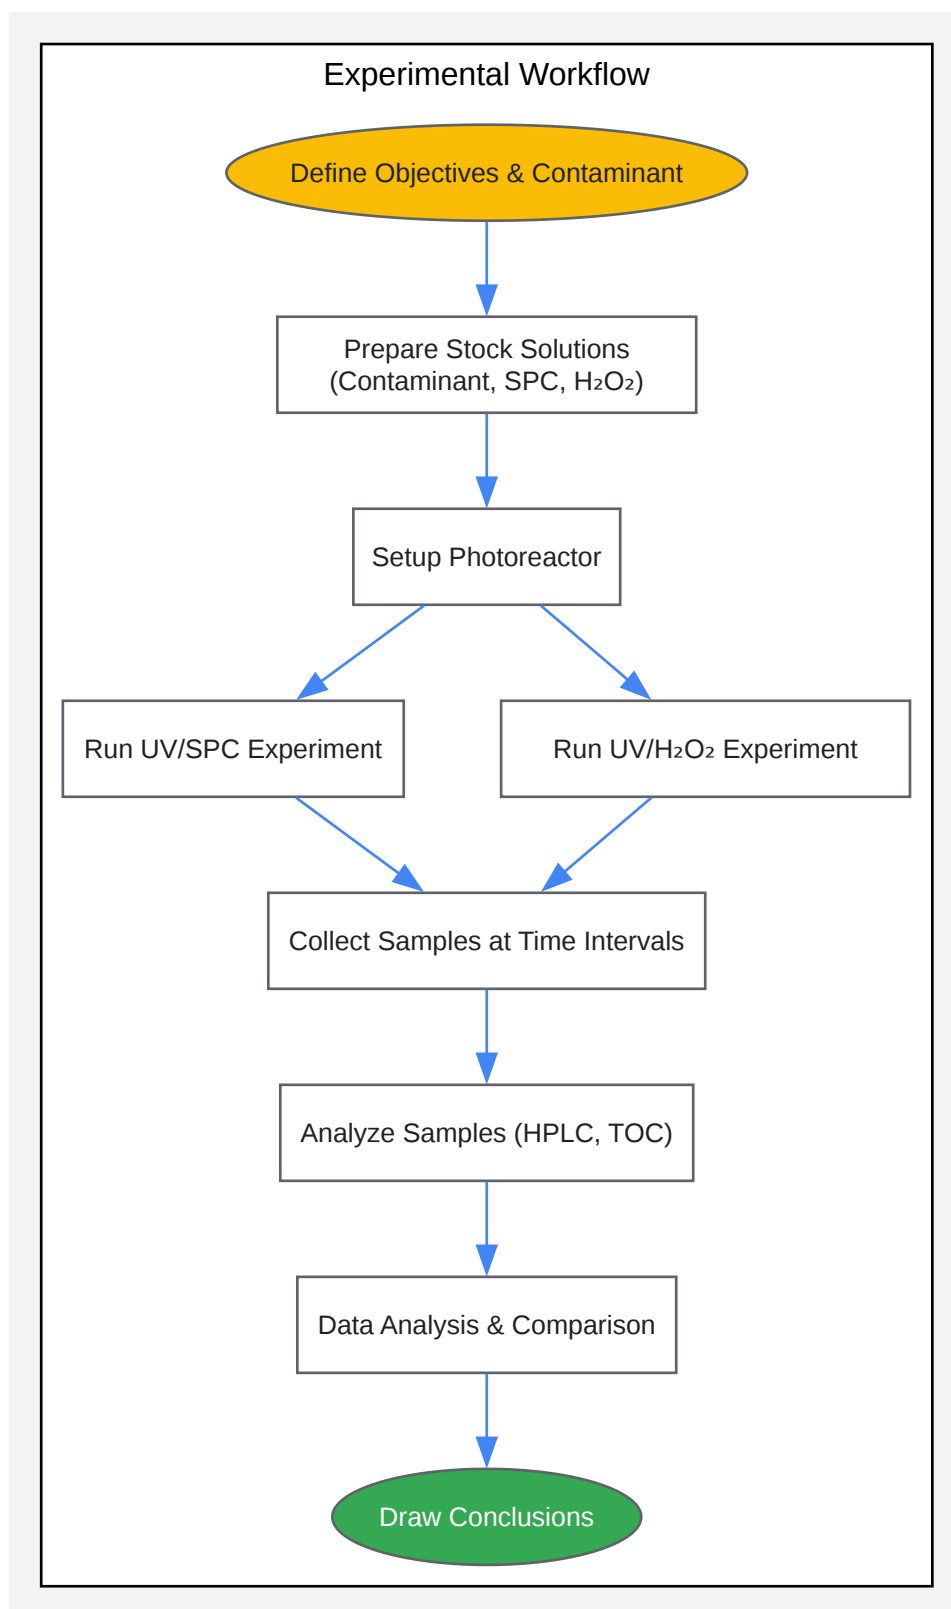 Experimental Workflow
Define Objectives & Contaminant
Prepare Stock Solutions
(Contaminant, SPC, H₂O₂)
Setup Photoreactor
Run UV/SPC Experiment
Run UV/H₂O₂ Experiment
Collect Samples at Time Intervals
Analyze Samples (HPLC, TOC)
Data Analysis & Comparison
Draw Conclusions